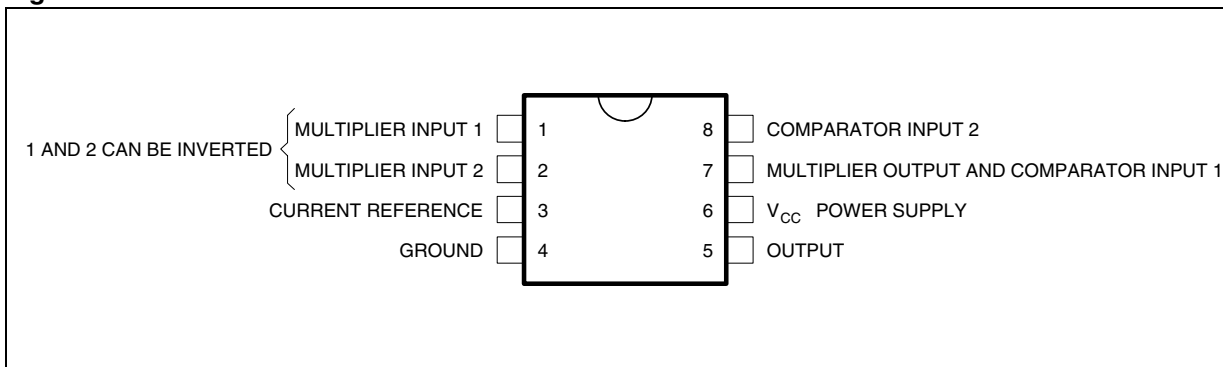 1 AND 2 CAN BE INVERTED
MULTIPLIER INPUT 1 1 8 COMPARATOR INPUT 2
MULTIPLIER INPUT 2 2 7 MULTIPLIER OUTPUT AND COMPARATOR INPUT 1
CURRENT REFERENCE 3 6 VCC POWER SUPPLY
GROUND 4 5 OUTPUT